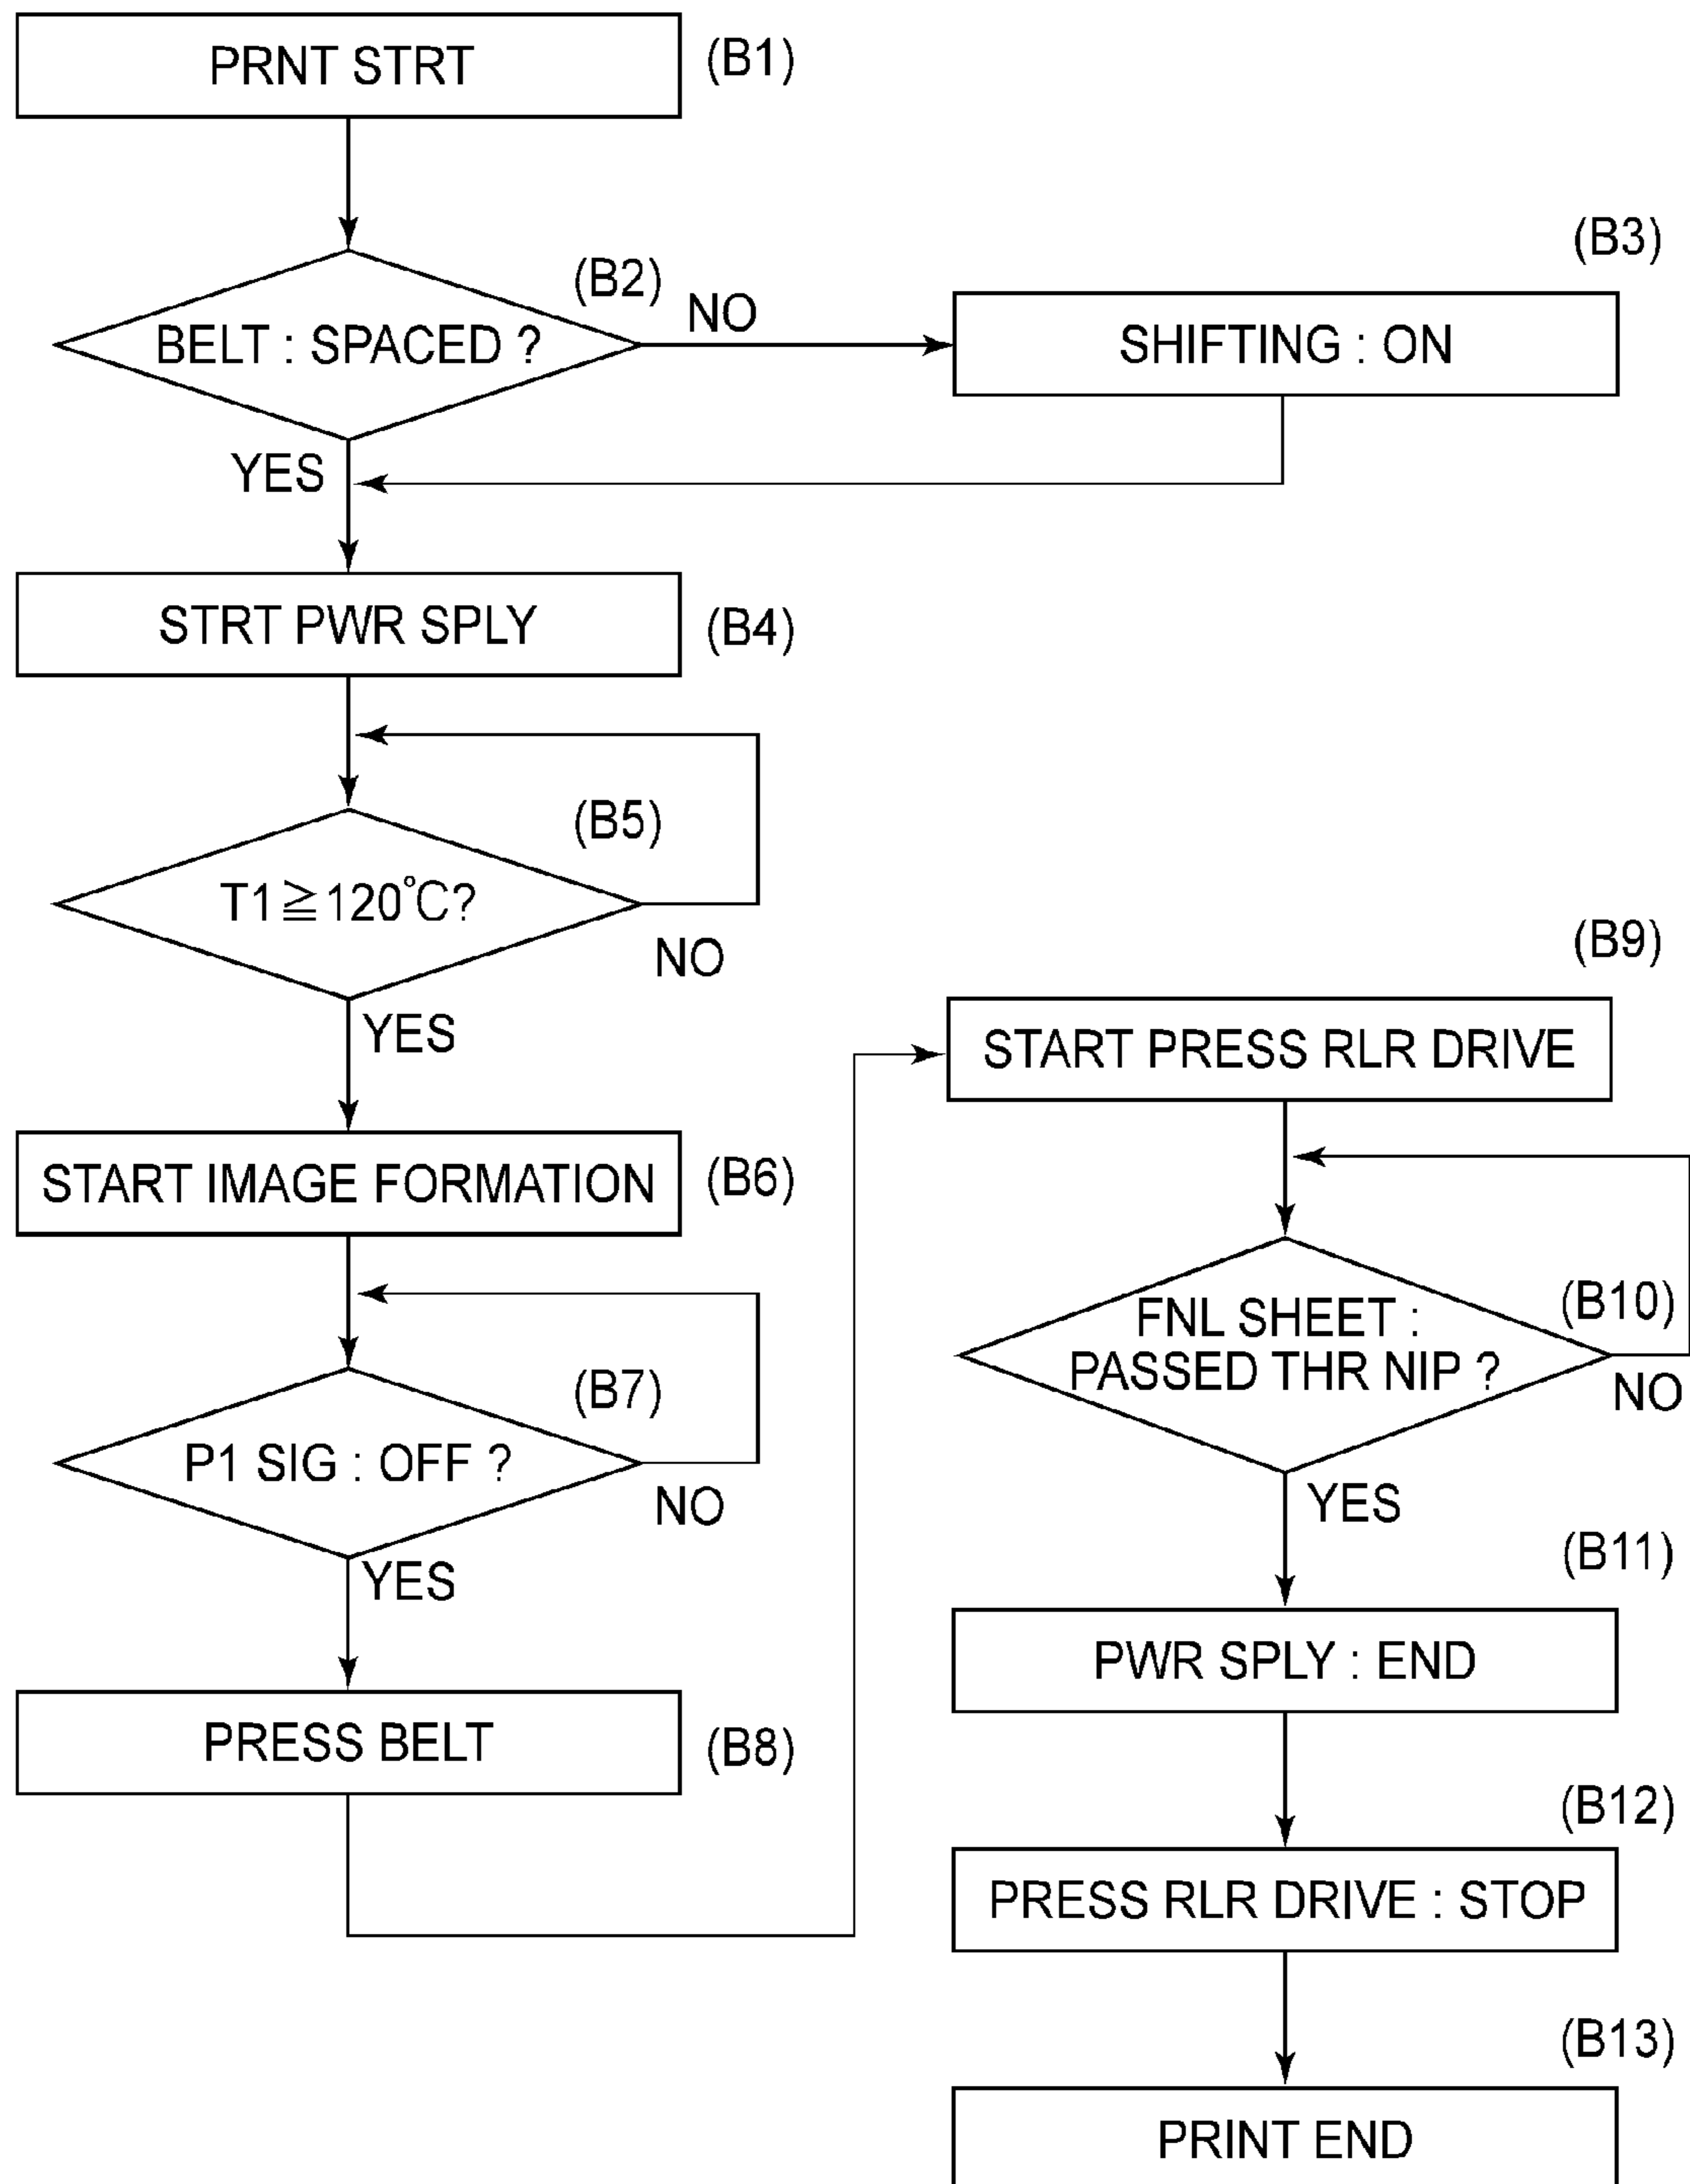 PRNT STRT
(B1)
BELT : SPACED ?
(B2)
NO
(B3)
SHIFTING : ON
YES
STRT PWR SPLY
(B4)
T1≧120°C?
(B5)
NO
YES
START IMAGE FORMATION
(B6)
P1 SIG : OFF ?
(B7)
NO
YES
PRESS BELT
(B8)
(B9)
START PRESS RLR DRIVE
FNL SHEET :
PASSED THR NIP ?
(B10)
NO
YES
(B11)
PWR SPLY : END
(B12)
PRESS RLR DRIVE : STOP
(B13)
PRINT END